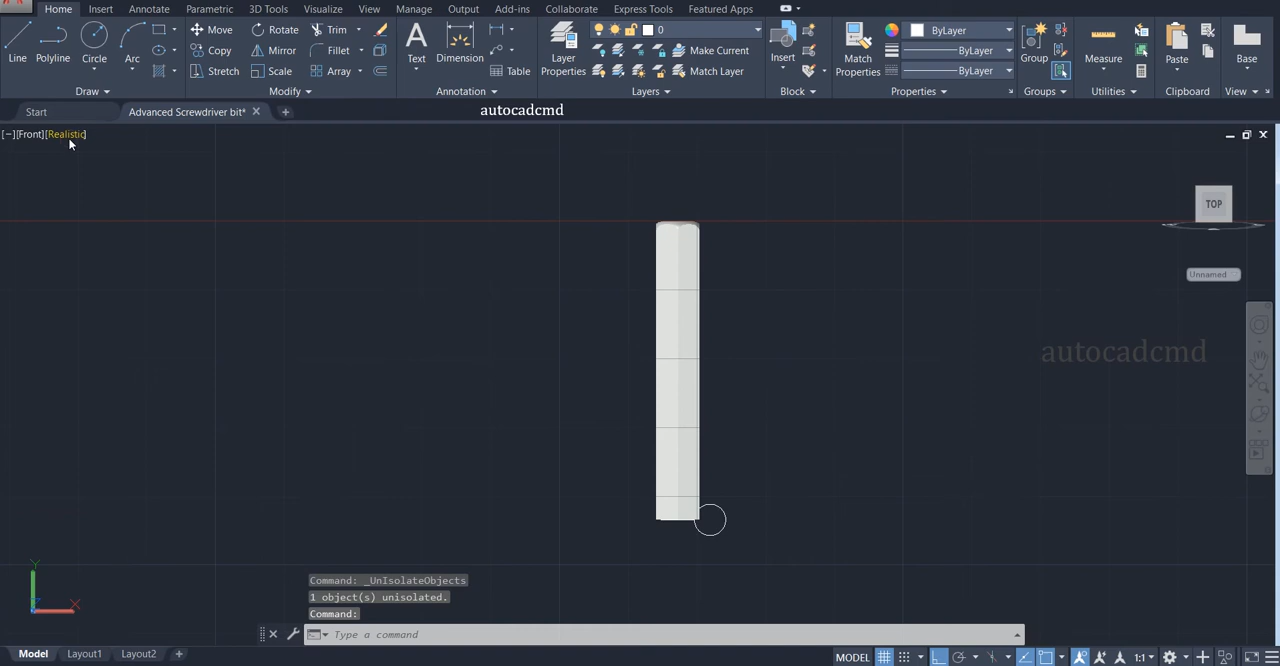 Home Insert Annotate Parametric 3D Tools Visualize View Manage Output Add-ins Collaborate Express Tools Featured Apps
Line Polyline Circle Arc
Move Rotate Trim
Copy Mirror Fillet
Stretch Scale Array
Text Dimension Table
Layer Properties
0
Make Current
Match Layer
Insert
Match Properties
ByLayer
ByLayer
ByLayer
Group Measure Paste Base
Draw Modify Annotation Layers Block Properties Groups Utilities Clipboard View
Start Advanced Screwdriver bit* autocadcmd
[−][Front][Realistic]
TOP
Unnamed
autocadcmd
Y
X
Command: _UnIsolateObjects
1 object(s) unisolated.
Command:
Type a command
Model Layout1 Layout2 MODEL 1:1